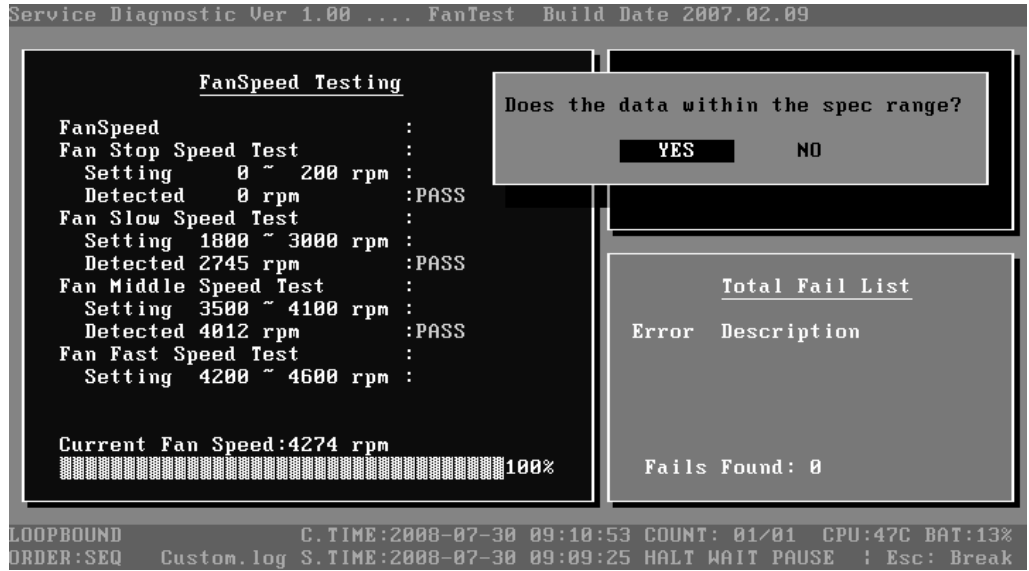 Service Diagnostic Ver 1.00 .... FanTest Build Date 2007.02.09
FanSpeed Testing
FanSpeed :
Fan Stop Speed Test :
Setting 0 ~ 200 rpm :
Detected 0 rpm :PASS
Fan Slow Speed Test :
Setting 1800 ~ 3000 rpm :
Detected 2745 rpm :PASS
Fan Middle Speed Test :
Setting 3500 ~ 4100 rpm :
Detected 4012 rpm :PASS
Fan Fast Speed Test :
Setting 4200 ~ 4600 rpm :
Current Fan Speed:4274 rpm
100%
Does the data within the spec range?
YES NO
Total Fail List
Error Description
Fails Found: 0
LOOPBOUND C.TIME:2008-07-30 09:10:53 COUNT: 01/01 CPU:47C BAT:13%
ORDER:SEQ Custom.log S.TIME:2008-07-30 09:09:25 HALT WAIT PAUSE ¦ Esc: Break